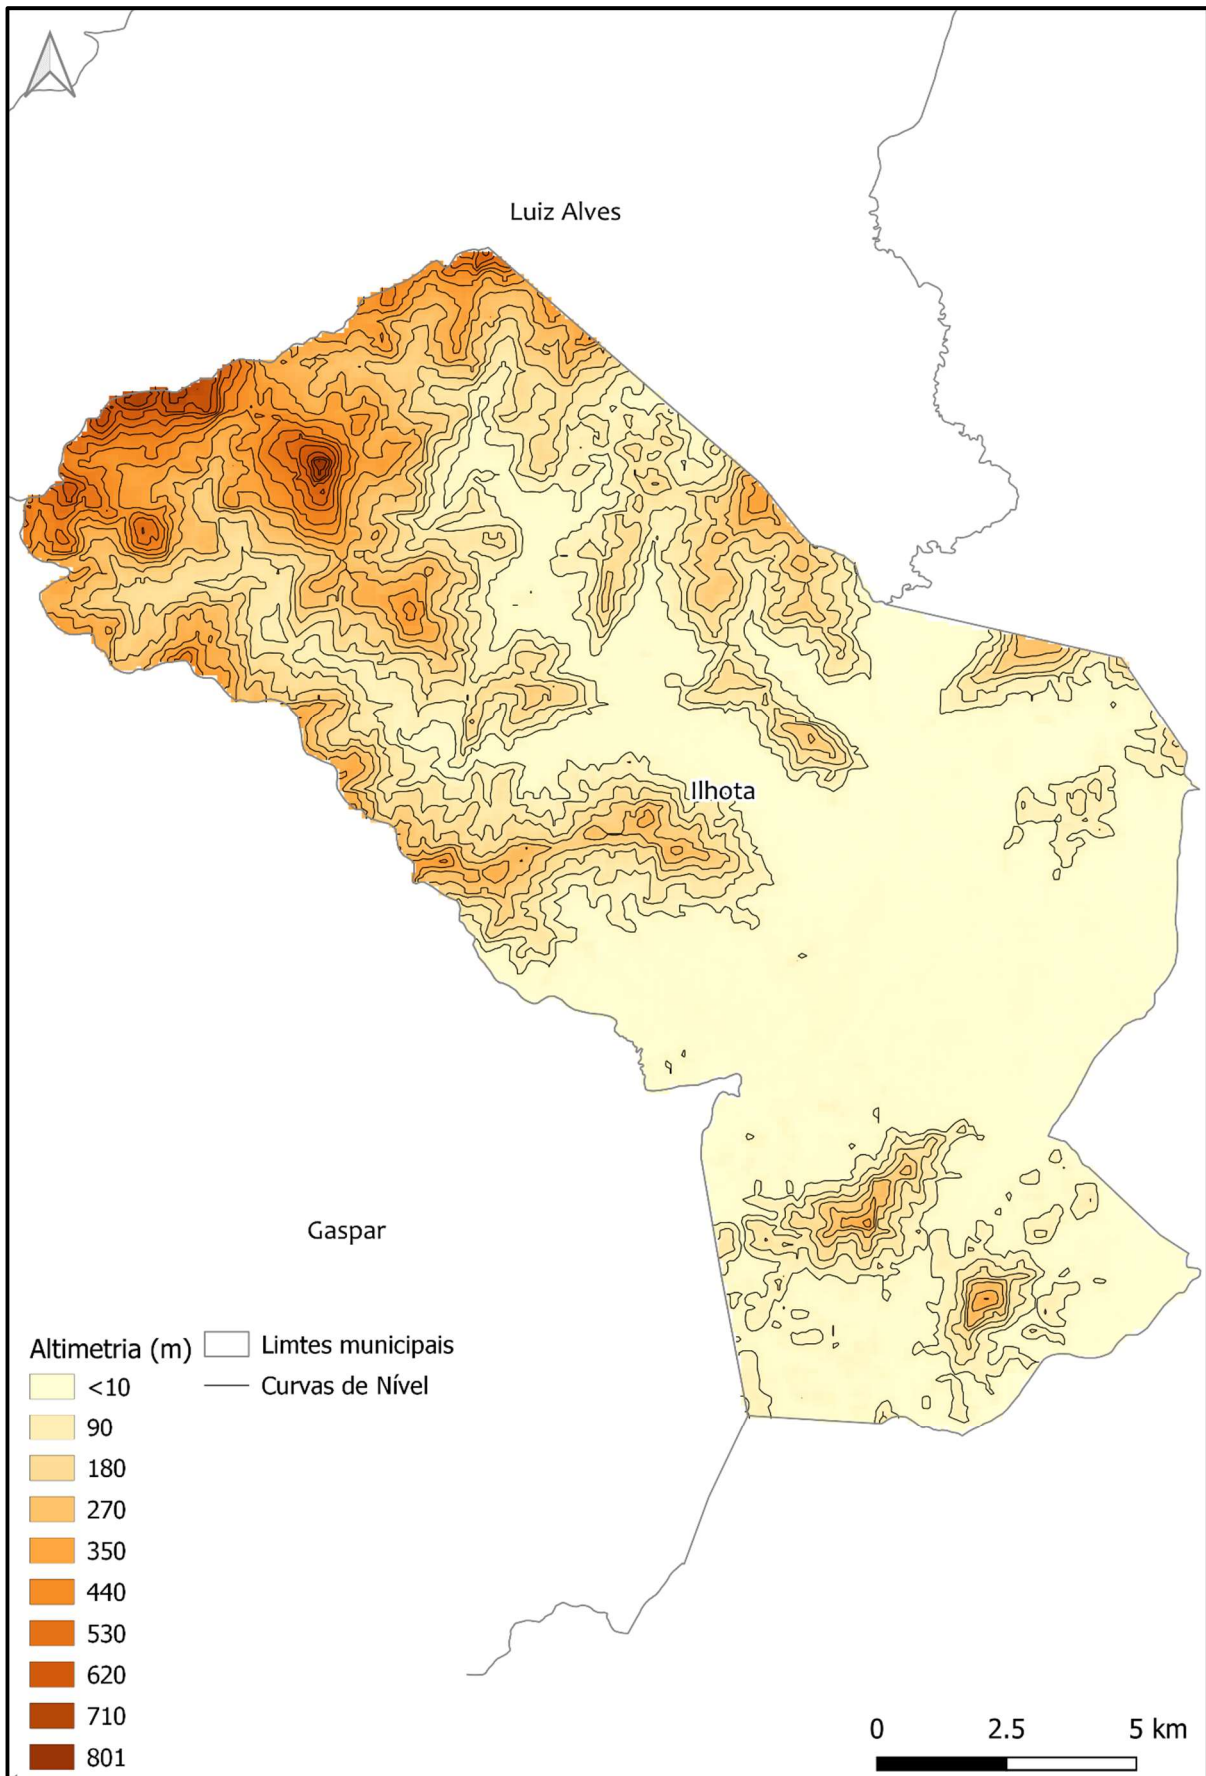 Luiz Alves
Ilhota
Gaspar
Altimetria (m)
<10
90
180
270
350
440
530
620
710
801
Limtes municipais
Curvas de Nível
0 2.5 5 km